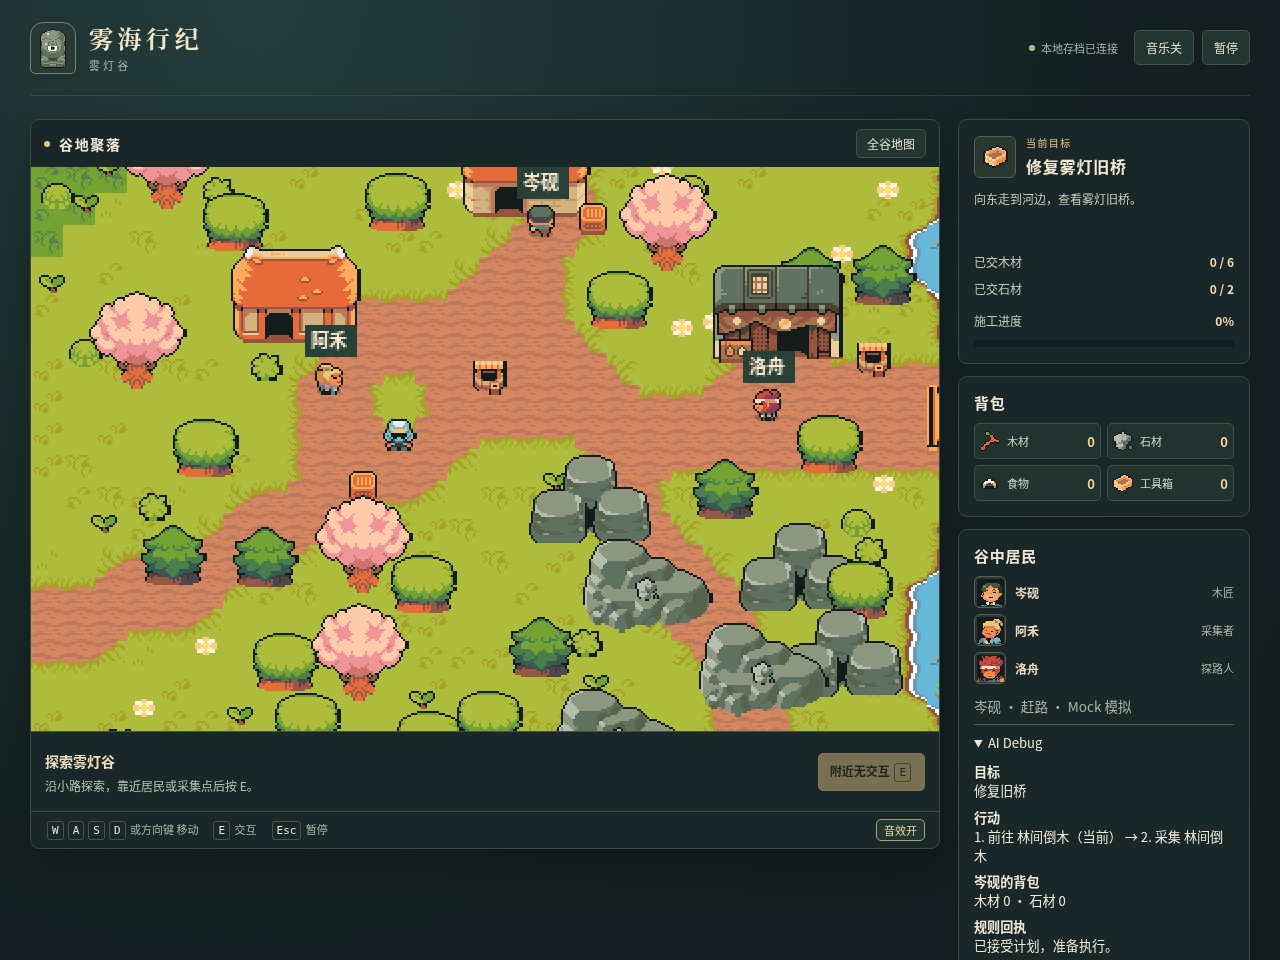 雾海行纪
雾灯谷
本地存档已连接
音乐关
暂停
谷地聚落
全谷地图
岑砚
阿禾
洛舟
探索雾灯谷
沿小路探索，靠近居民或采集点后按 E。
附近无交互 E
W A S D 或方向键 移动 E 交互 Esc 暂停
音效开
当前目标
修复雾灯旧桥
向东走到河边，查看雾灯旧桥。
已交木材 0 / 6
已交石材 0 / 2
施工进度 0%
背包
木材 0 石材 0
食物 0 工具箱 0
谷中居民
岑砚 木匠
阿禾 采集者
洛舟 探路人
岑砚 · 赶路 · Mock 模拟
▼ AI Debug
目标
修复旧桥
行动
1. 前往 林间倒木（当前） → 2. 采集 林间倒
木
岑砚的背包
木材 0 · 石材 0
规则回执
已接受计划，准备执行。